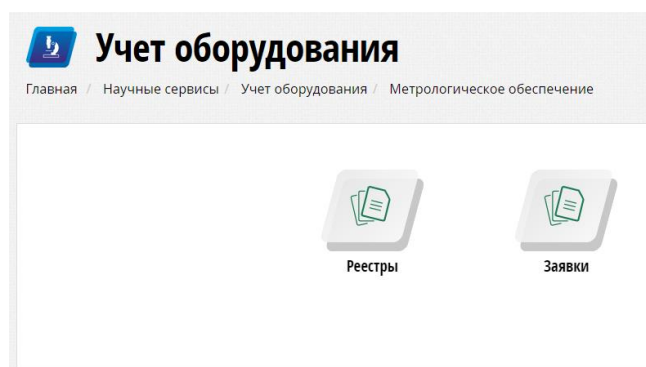 Учет оборудования
Главная / Научные сервисы / Учет оборудования / Метрологическое обеспечение
Реестры Заявки